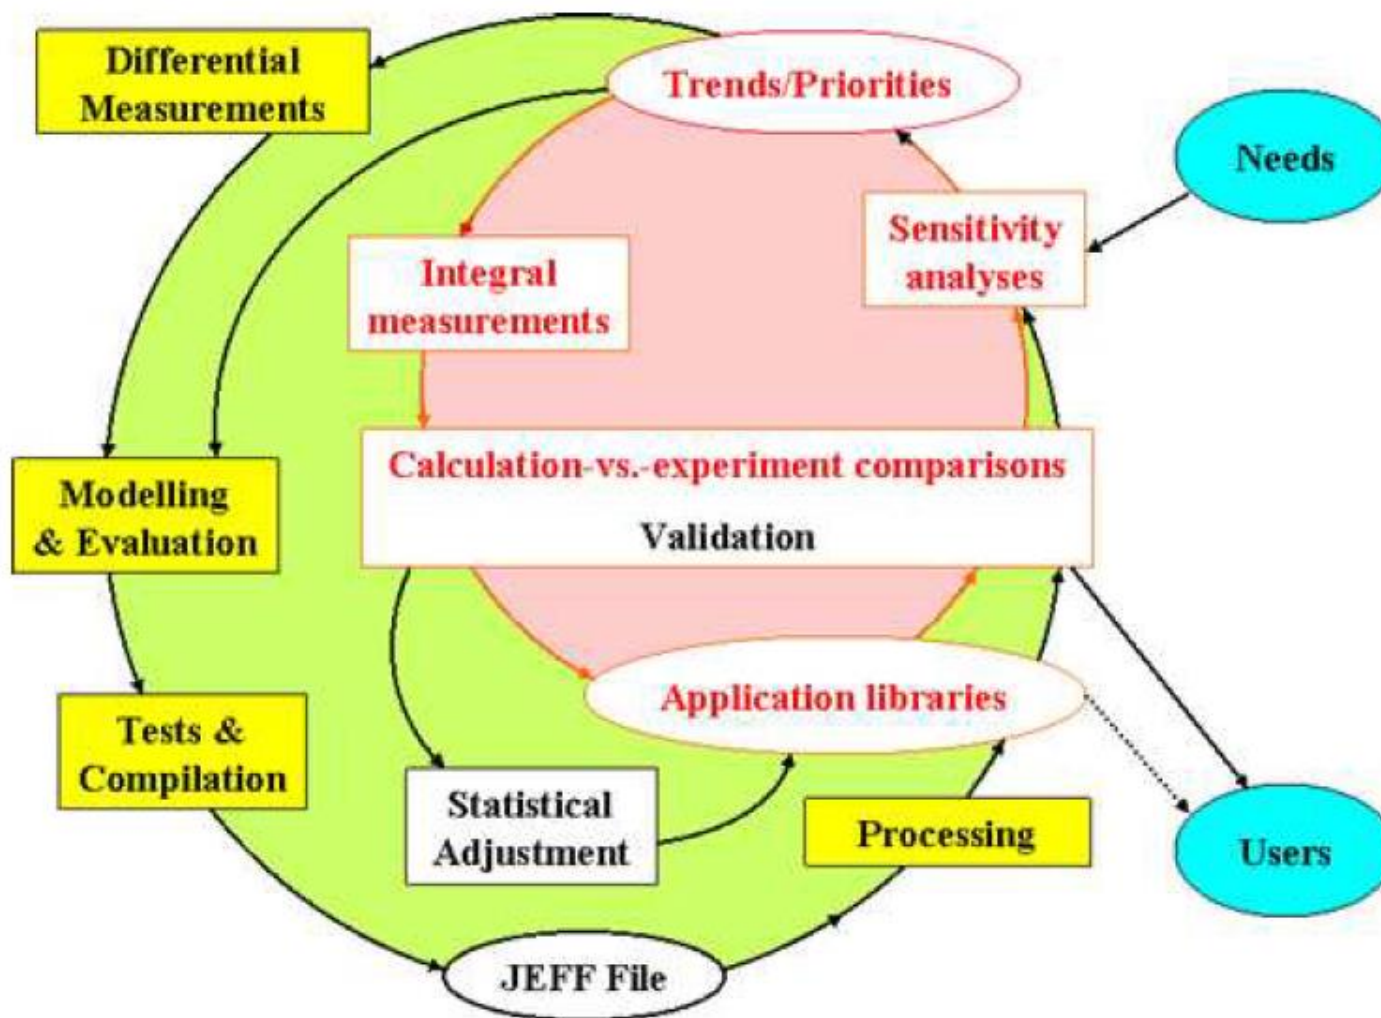 Differential
Measurements
Trends/Priorities
Needs
Sensitivity
analyses
Integral
measurements
Calculation-vs.-experiment comparisons
Validation
Modelling
& Evaluation
Application libraries
Tests &
Compilation
Statistical
Adjustment
Processing
Users
JEFF File